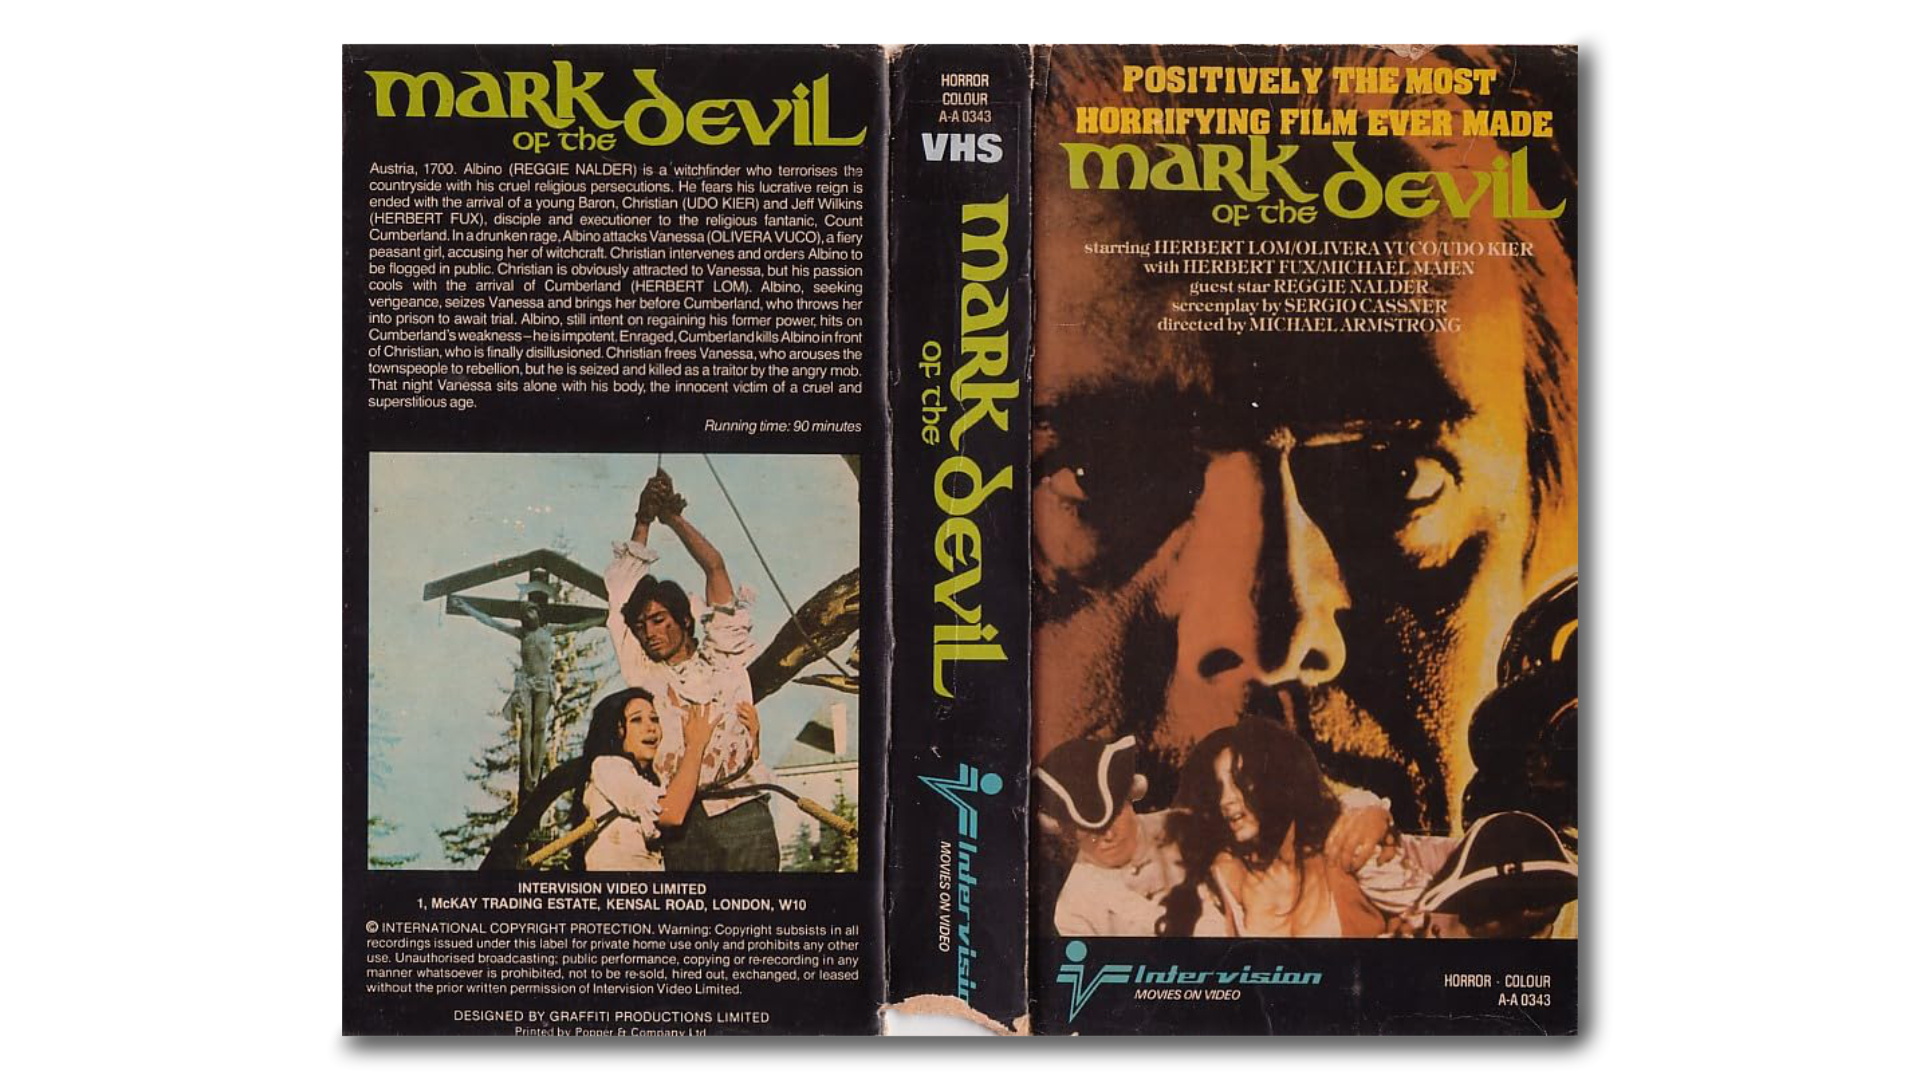 mark of the devil
Austria, 1700. Albino (REGGIE NALDER) is a witchfinder who terrorises the
countryside with his cruel religious persecutions. He fears his lucrative reign is
ended with the arrival of a young Baron, Christian (UDO KIER) and Jeff Wilkins
(HERBERT FUX), disciple and executioner to the religious fantanic, Count
Cumberland. In a drunken rage, Albino attacks Vanessa (OLIVERA VUCO), a fiery
peasant girl, accusing her of witchcraft. Christian intervenes and orders Albino to
be flogged in public. Christian is obviously attracted to Vanessa, but his passion
cools with the arrival of Cumberland (HERBERT LOM). Albino, seeking
vengeance, seizes Vanessa and brings her before Cumberland, who throws her
into prison to await trial. Albino, still intent on regaining his former power, hits on
Cumberland's weakness – he is impotent. Enraged, Cumberland kills Albino in front
of Christian, who is finally disillusioned. Christian frees Vanessa, who arouses the
townspeople to rebellion, but he is seized and killed as a traitor by the angry mob.
That night Vanessa sits alone with his body, the innocent victim of a cruel and
superstitious age.
Running time: 90 minutes
INTERVISION VIDEO LIMITED
1, McKAY TRADING ESTATE, KENSAL ROAD, LONDON, W10
© INTERNATIONAL COPYRIGHT PROTECTION. Warning: Copyright subsists in all
recordings issued under this label for private home use only and prohibits any other
use. Unauthorised broadcasting; public performance, copying or re-recording in any
manner whatsoever is prohibited, not to be re-sold, hired out, exchanged, or leased
without the prior written permission of Intervision Video Limited.
DESIGNED BY GRAFFITI PRODUCTIONS LIMITED
Printed by Popper & Company Ltd
HORROR
COLOUR
A-A 0343
VHS
mark of the devil
Intervision
MOVIES ON VIDEO
POSITIVELY THE MOST
HORRIFYING FILM EVER MADE
mark of the devil
starring HERBERT LOM/OLIVERA VUCO/UDO KIER
with HERBERT FUX/MICHAEL MAIEN
guest star REGGIE NALDER
screenplay by SERGIO CASSNER
directed by MICHAEL ARMSTRONG
Intervision
MOVIES ON VIDEO
HORROR · COLOUR
A-A 0343